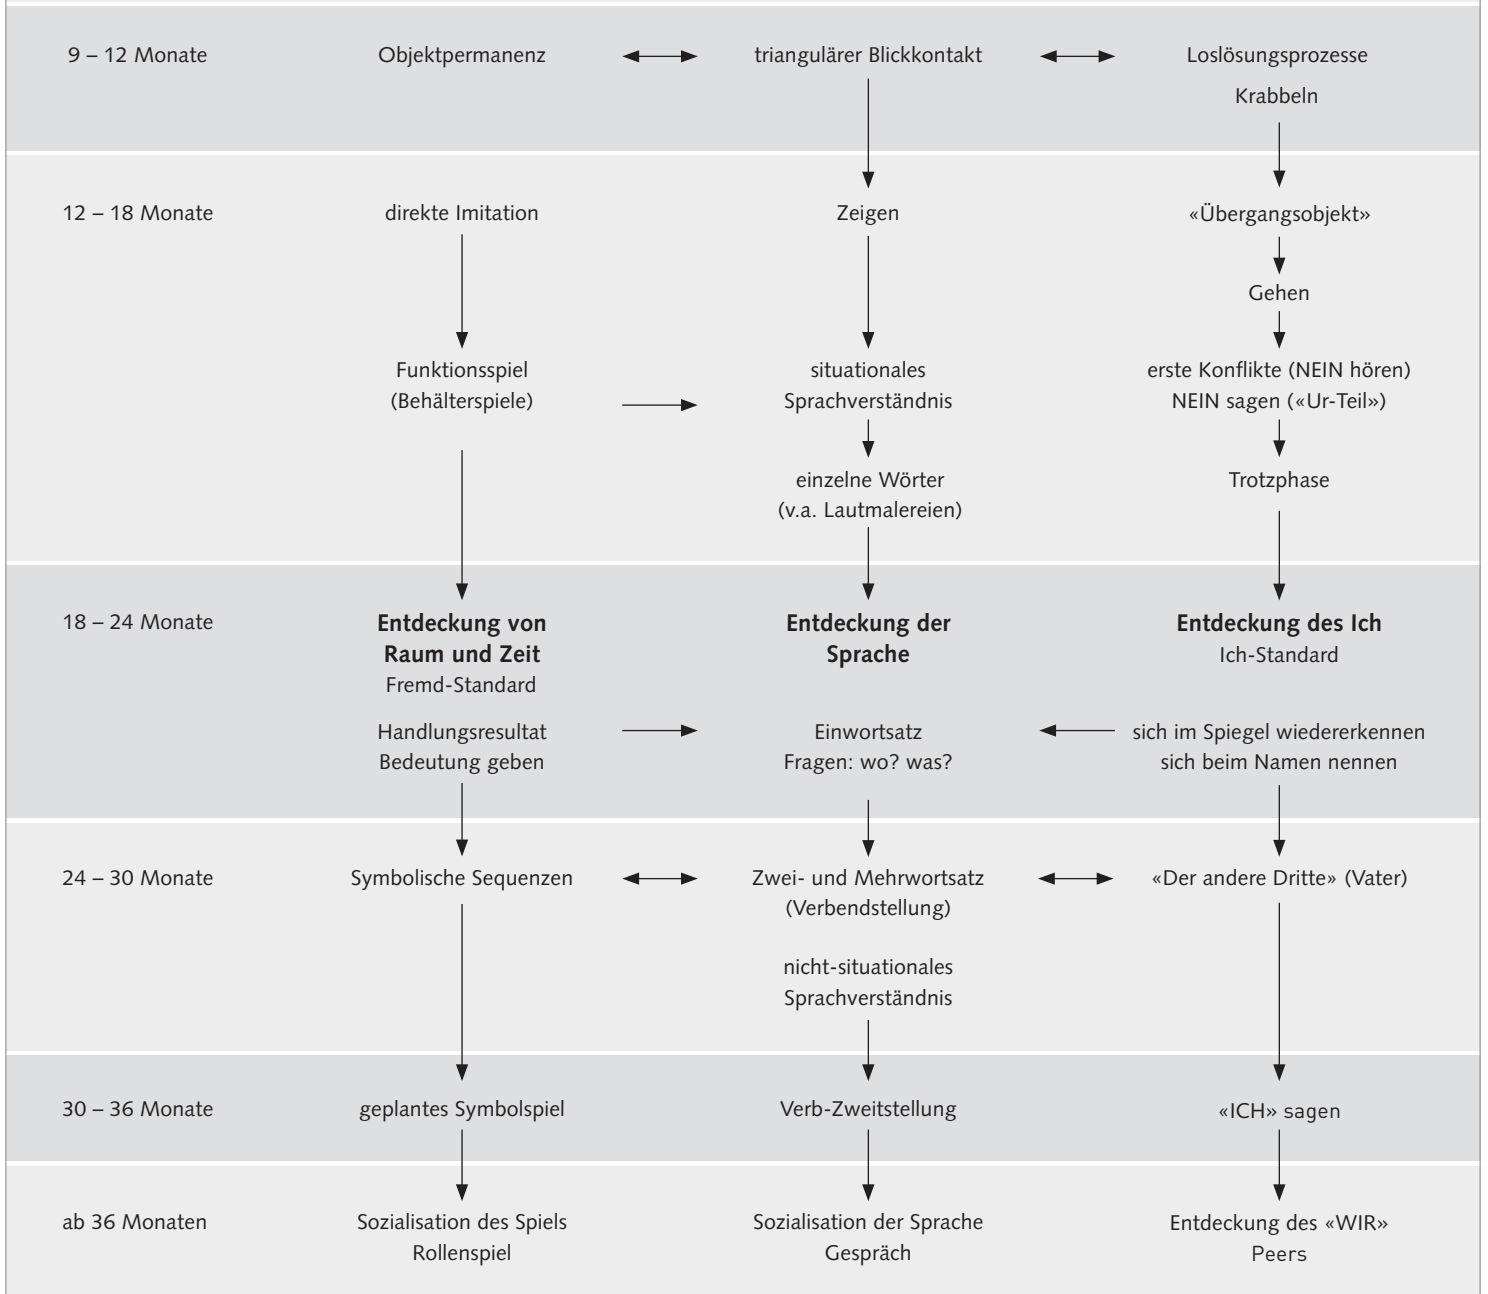 9 – 12 Monate
Objektpermanenz
triangulärer Blickkontakt
Loslösungsprozesse
Krabbeln
12 – 18 Monate
direkte Imitation
Zeigen
«Übergangsobjekt»
Gehen
Funktionsspiel
(Behälterspiele)
situationales
Sprachverständnis
erste Konflikte (NEIN hören)
NEIN sagen («Ur-Teil»)
einzelne Wörter
(v.a. Lautmalereien)
Trotzphase
18 – 24 Monate
Entdeckung von
Raum und Zeit
Fremd-Standard
Entdeckung der
Sprache
Entdeckung des Ich
Ich-Standard
Handlungsresultat
Bedeutung geben
Einwortsatz
Fragen: wo? was?
sich im Spiegel wiedererkennen
sich beim Namen nennen
24 – 30 Monate
Symbolische Sequenzen
Zwei- und Mehrwortsatz
(Verbendstellung)
«Der andere Dritte» (Vater)
nicht-situationales
Sprachverständnis
30 – 36 Monate
geplantes Symbolspiel
Verb-Zweitstellung
«ICH» sagen
ab 36 Monaten
Sozialisation des Spiels
Rollenspiel
Sozialisation der Sprache
Gespräch
Entdeckung des «WIR»
Peers